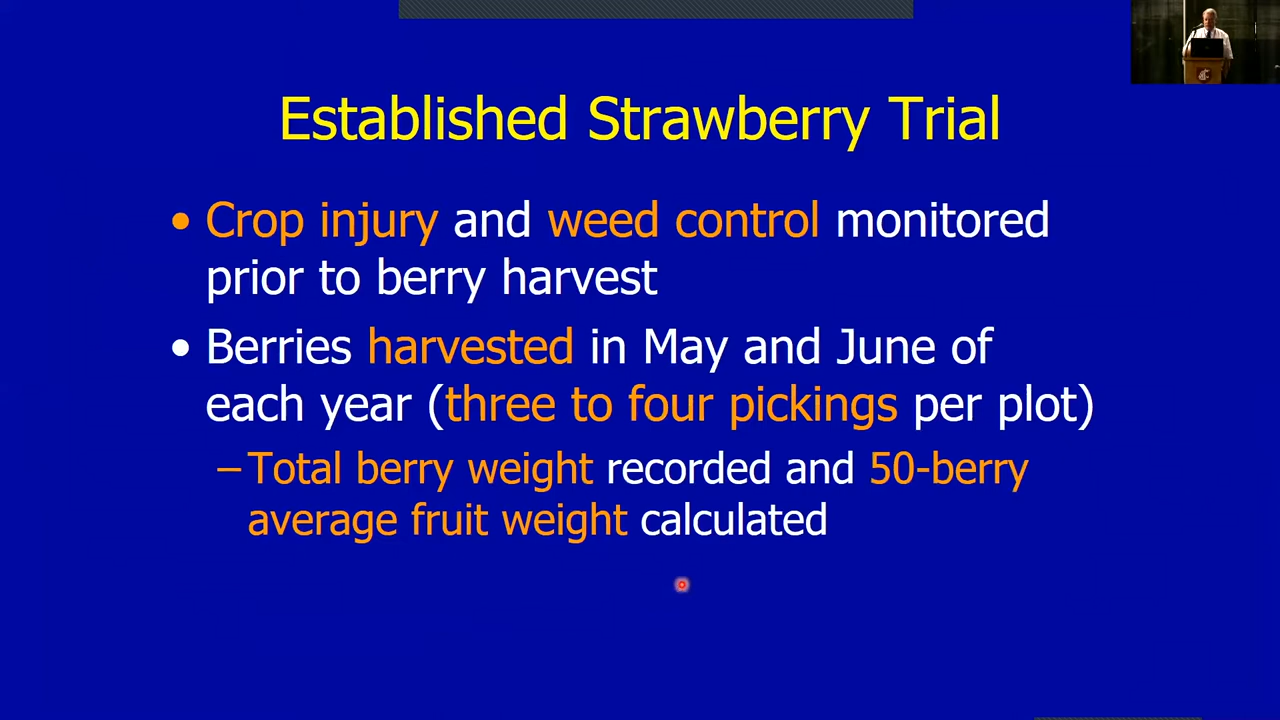 Established Strawberry Trial
• Crop injury and weed control monitored
prior to berry harvest
• Berries harvested in May and June of
each year (three to four pickings per plot)
– Total berry weight recorded and 50-berry
average fruit weight calculated